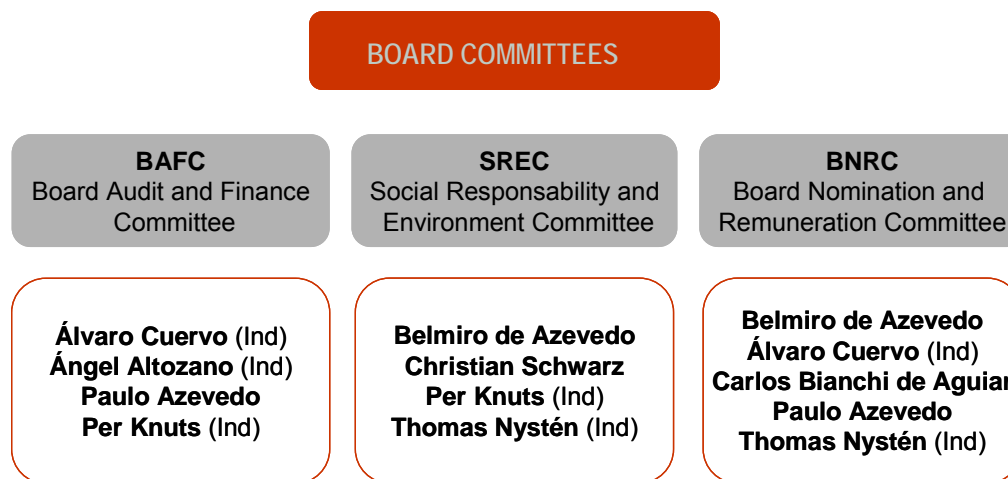 BOARD COMMITTEES
BAFC
Board Audit and Finance
Committee
SREC
Social Responsability and
Environment Committee
BNRC
Board Nomination and
Remuneration Committee
Álvaro Cuervo (Ind)
Ángel Altozano (Ind)
Paulo Azevedo
Per Knuts (Ind)
Belmiro de Azevedo
Christian Schwarz
Per Knuts (Ind)
Thomas Nystén (Ind)
Belmiro de Azevedo
Álvaro Cuervo (Ind)
Carlos Bianchi de Aguiar
Paulo Azevedo
Thomas Nystén (Ind)